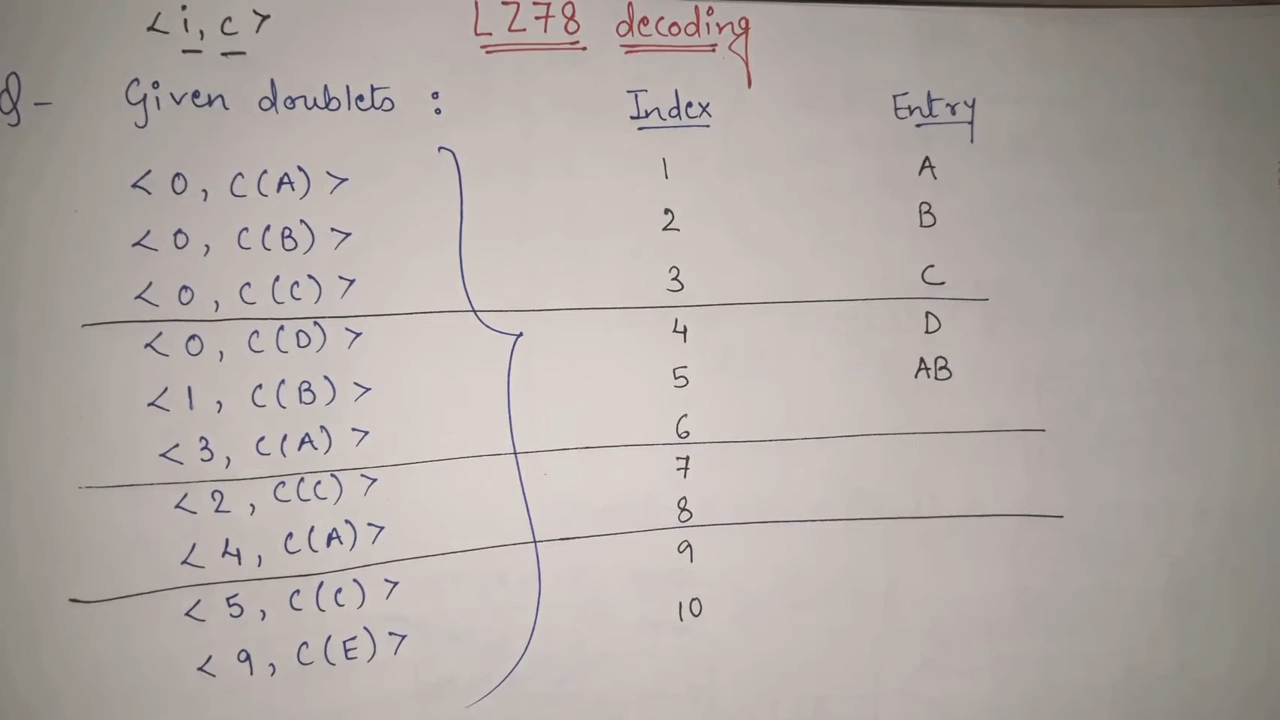 < i, c > LZ78 decoding
Q - Given doublets : Index Entry
< 0, C(A) > 1 A
< 0, C(B) > 2 B
< 0, C(C) > 3 C
< 0, C(D) > 4 D
< 1, C(B) > 5 AB
< 3, C(A) > 6
< 2, C(C) > 7
< 4, C(A) > 8
< 5, C(C) > 9
< 9, C(E) > 10